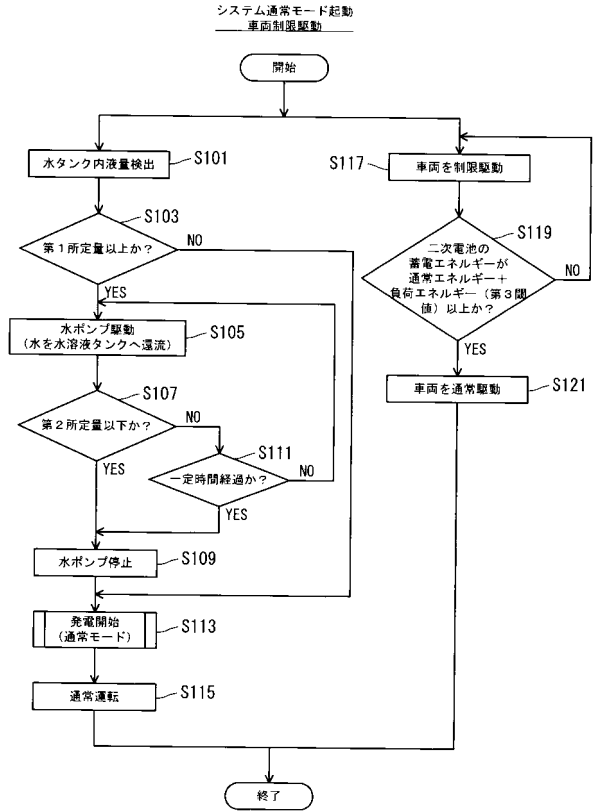 システム通常モード起動
車両制限駆動
開始
水タンク内液量検出
S101
第1所定量以上か?
S103
NO
YES
水ポンプ駆動
(水を水溶液タンクへ還流)
S105
第2所定量以下か?
S107
NO
YES
一定時間経過か?
S111
NO
YES
水ポンプ停止
S109
発電開始
(通常モード)
S113
通常運転
S115
S117
車両を制限駆動
S119
二次電池の
蓄電エネルギーが
通常エネルギー+
負荷エネルギー(第3閾
値)以上か?
NO
YES
車両を通常駆動
S121
終了